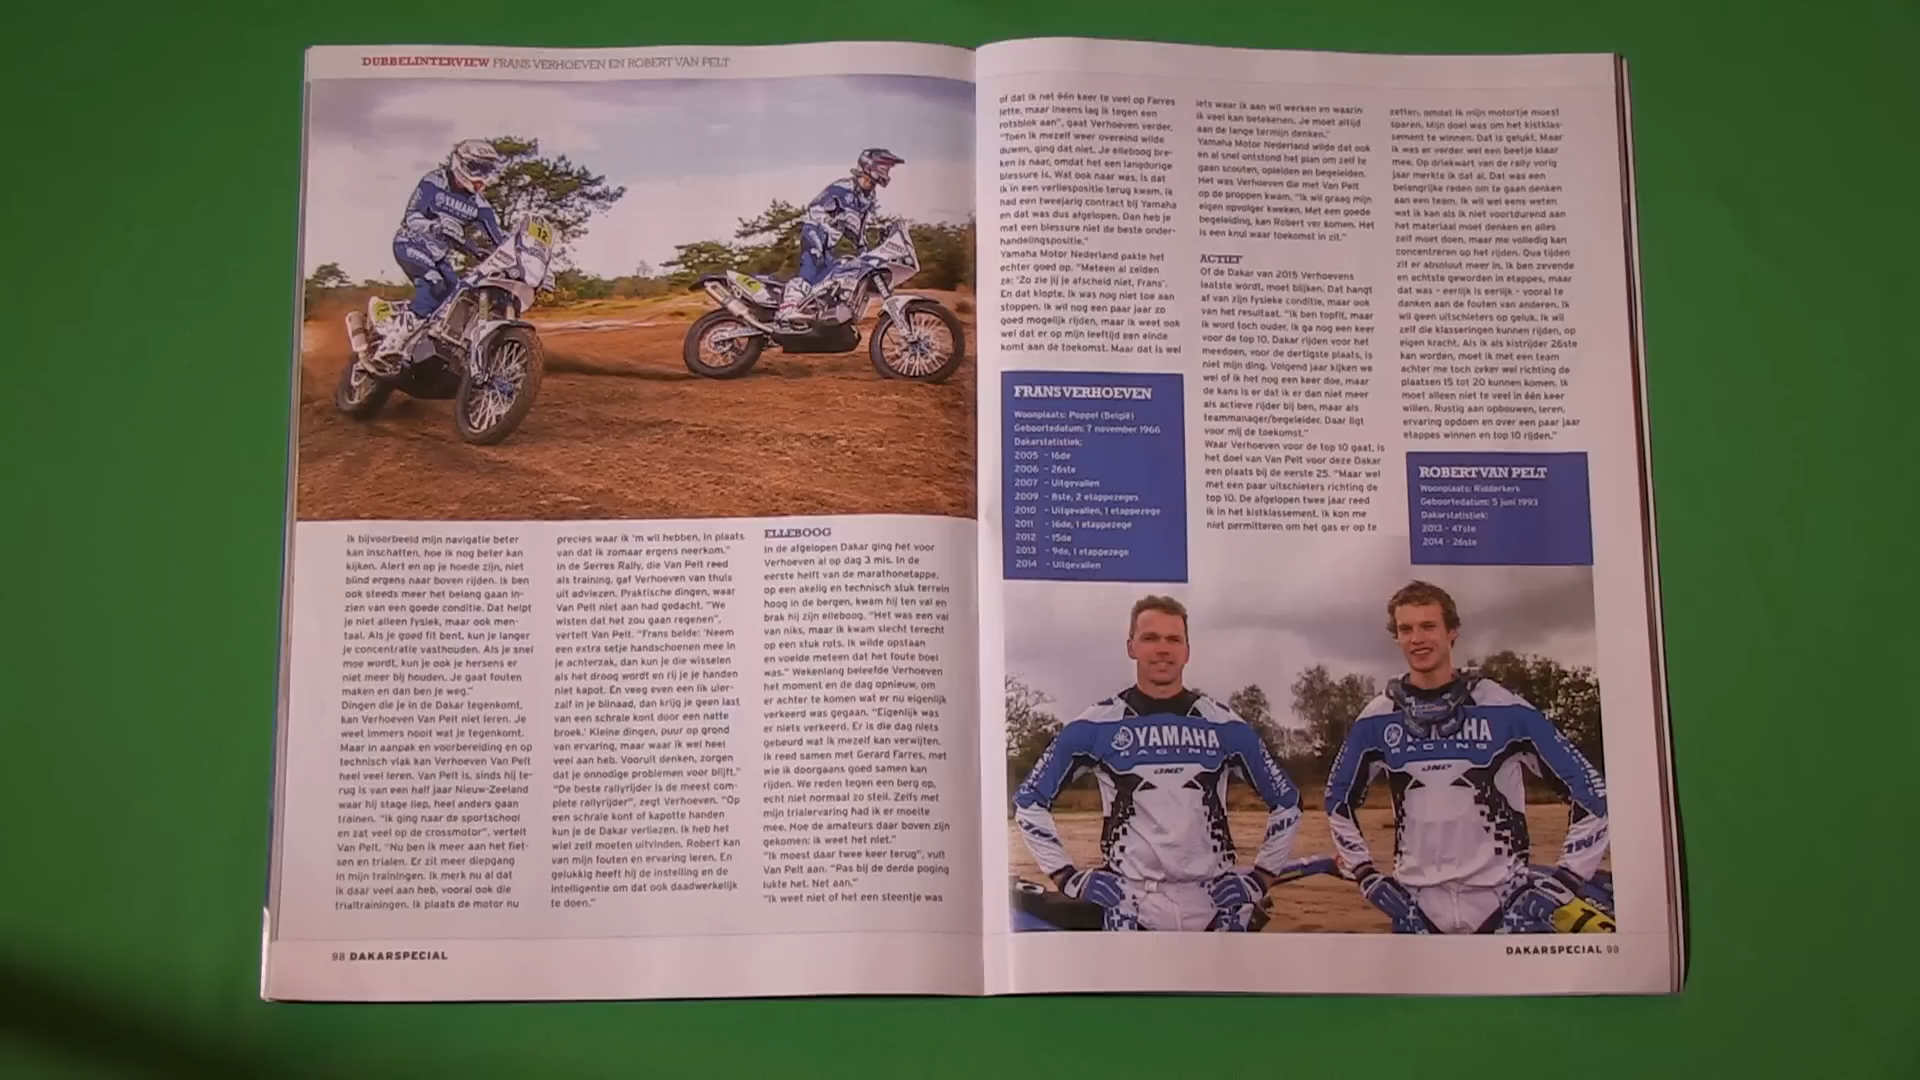 DUBBELINTERVIEW FRANS VERHOEVEN EN ROBERT VAN PELT
YAMAHA
12
Ik bijvoorbeeld mijn navigatie beter
kan inschatten, hoe ik nog beter kan
kijken. Alert en op je hoede zijn, niet
blind ergens naar boven rijden. Ik ben
ook steeds meer het belang gaan in-
zien van een goede conditie. Dat helpt
je niet alleen fysiek, maar ook men-
taal. Als je goed fit bent, kun je langer
je concentratie vasthouden. Als je snel
moe wordt, kun je ook je hersens er
niet meer bij houden. Je gaat fouten
maken en dan ben je weg."
Dingen die je in de Dakar tegenkomt,
kan Verhoeven Van Pelt niet leren. Je
weet immers nooit wat je tegenkomt.
Maar in aanpak en voorbereiding en op
technisch vlak kan Verhoeven Van Pelt
heel veel leren. Van Pelt is, sinds hij te-
rug is van een half jaar Nieuw-Zeeland
waar hij stage liep, heel anders gaan
trainen. "Ik ging naar de sportschool
en zat veel op de crossmotor", vertelt
Van Pelt. "Nu ben ik meer aan het fiet-
sen en trialen. Er zit meer diepgang
in mijn trainingen. Ik merk nu al dat
ik daar veel aan heb, vooral ook die
trialtrainingen. Ik plaats de motor nu
precies waar ik 'm wil hebben, in plaats
van dat ik zomaar ergens neerkom."
In de Serres Rally, die Van Pelt reed
als training, gaf Verhoeven van thuis
uit adviezen. Praktische dingen, waar
Van Pelt niet aan had gedacht. "We
wisten dat het zou gaan regenen",
vertelt Van Pelt. "Frans belde: 'Neem
een extra setje handschoenen mee in
je achterzak, dan kun je die wisselen
als het droog wordt en rij je je handen
niet kapot. En veeg even een lik uier-
zalf in je bilnaad, dan krijg je geen last
van een schrale kont door een natte
broek.' Kleine dingen, puur op grond
van ervaring, maar waar ik wel heel
veel aan heb. Vooruit denken, zorgen
dat je onnodige problemen voor blijft."
"De beste rallyrijder is de meest com-
plete rallyrijder", zegt Verhoeven. "Op
een schrale kont of kapotte handen
kun je de Dakar verliezen. Ik heb het
wiel zelf moeten uitvinden. Robert kan
van mijn fouten en ervaring leren. En
gelukkig heeft hij de instelling en de
intelligentie om dat ook daadwerkelijk
te doen."
ELLEBOOG
In de afgelopen Dakar ging het voor
Verhoeven al op dag 3 mis. In de
eerste helft van de marathonetappe,
op een akelig en technisch stuk terrein
hoog in de bergen, kwam hij ten val en
brak hij zijn elleboog. "Het was een val
van niks, maar ik kwam slecht terecht
op een stuk rots. Ik wilde opstaan
en voelde meteen dat het foute boel
was." Wekenlang beleefde Verhoeven
het moment en de dag opnieuw, om
er achter te komen wat er nu eigenlijk
verkeerd was gegaan. "Eigenlijk was
er niets verkeerd. Er is die dag niets
gebeurd wat ik mezelf kan verwijten.
Ik reed samen met Gerard Farres, met
wie ik doorgaans goed samen kan
rijden. We reden tegen een berg op,
echt niet normaal zo steil. Zelfs met
mijn trialervaring had ik er moeite
mee. Hoe de amateurs daar boven zijn
gekomen: ik weet het niet."
"Ik moest daar twee keer terug", vult
Van Pelt aan. "Pas bij de derde poging
lukte het. Net aan."
"Ik weet niet of het een steentje was
98 DAKARSPECIAL
of dat ik net één keer te veel op Farres
lette, maar ineens lag ik tegen een
rotsblok aan", gaat Verhoeven verder.
"Toen ik mezelf weer overeind wilde
duwen, ging dat niet. Je elleboog bre-
ken is naar, omdat het een langdurige
blessure is. Wat ook naar was, is dat
ik in een verliespositie terug kwam. Ik
had een tweejarig contract bij Yamaha
en dat was dus afgelopen. Dan heb je
met een blessure niet de beste onder-
handelingspositie."
Yamaha Motor Nederland pakte het
echter goed op. "Meteen al zeiden
ze: 'Zo zie jij je afscheid niet, Frans'.
En dat klopte. Ik was nog niet toe aan
stoppen. Ik wil nog een paar jaar zo
goed mogelijk rijden, maar ik weet ook
wel dat er op mijn leeftijd een einde
komt aan de toekomst. Maar dat is wel
FRANS VERHOEVEN
Woonplaats: Poppel (België)
Geboortedatum: 7 november 1966
Dakarstatistiek:
2005 - 16de
2006 - 26ste
2007 - Uitgevallen
2009 - 8ste, 2 etappezeges
2010 - Uitgevallen, 1 etappezege
2011 - 16de, 1 etappezege
2012 - 15de
2013 - 9de, 1 etappezege
2014 - Uitgevallen
iets waar ik aan wil werken en waarin
ik veel kan betekenen. Je moet altijd
aan de lange termijn denken."
Yamaha Motor Nederland wilde dat ook
en al snel ontstond het plan om zelf te
gaan scouten, opleiden en begeleiden.
Het was Verhoeven die met Van Pelt
op de proppen kwam. "Ik wil graag mijn
eigen opvolger kweken. Met een goede
begeleiding, kan Robert ver komen. Het
is een knul waar toekomst in zit."
ACTIEF
Of de Dakar van 2015 Verhoevens
laatste wordt, moet blijken. Dat hangt
af van zijn fysieke conditie, maar ook
van het resultaat. "Ik ben topfit, maar
ik word toch ouder. Ik ga nog een keer
voor de top 10. Dakar rijden voor het
meedoen, voor de dertigste plaats, is
niet mijn ding. Volgend jaar kijken we
wel of ik het nog een keer doe, maar
de kans is er dat ik er dan niet meer
als actieve rijder bij ben, maar als
teammanager/begeleider. Daar ligt
voor mij de toekomst."
Waar Verhoeven voor de top 10 gaat, is
het doel van Van Pelt voor deze Dakar
een plaats bij de eerste 25. "Maar wel
met een paar uitschieters richting de
top 10. De afgelopen twee jaar reed
ik in het kistklassement. Ik kon me
niet permitteren om het gas er op te
zetten, omdat ik mijn motortje moest
sparen. Mijn doel was om het kistklas-
sement te winnen. Dat is gelukt. Maar
ik was er verder wel een beetje klaar
mee. Op driekwart van de rally vorig
jaar merkte ik dat al. Dat was een
belangrijke reden om te gaan denken
aan een team. Ik wil wel eens weten
wat ik kan als ik niet voortdurend aan
het materiaal moet denken en alles
zelf moet doen, maar me volledig kan
concentreren op het rijden. Qua tijden
zit er absoluut meer in. Ik ben zevende
en achtste geworden in etappes, maar
dat was - eerlijk is eerlijk - vooral te
danken aan de fouten van anderen. Ik
wil geen uitschieters op geluk. Ik wil
zelf die klasseringen kunnen rijden, op
eigen kracht. Als ik als kistrijder 26ste
kan worden, moet ik met een team
achter me toch zeker wel richting de
plaatsen 15 tot 20 kunnen komen. Ik
moet alleen niet te veel in één keer
willen. Rustig aan opbouwen, leren,
ervaring opdoen en over een paar jaar
etappes winnen en top 10 rijden."
ROBERT VAN PELT
Woonplaats: Ridderkerk
Geboortedatum: 5 juni 1993
Dakarstatistiek:
2013 - 47ste
2014 - 26ste
YAMAHA
RACING
YAMAHA
RACING
DAKARSPECIAL 99